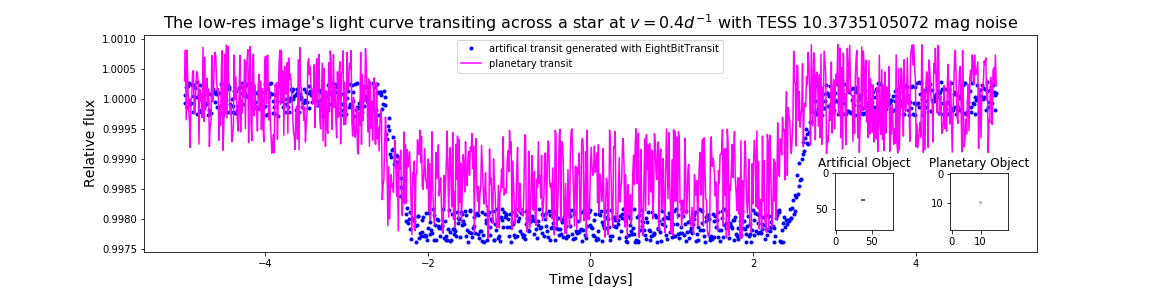 The low-res image's light curve transiting across a star at v = 0.4d⁻¹ with TESS 10.3735105072 mag noise
artifical transit generated with EightBitTransit
planetary transit
Relative flux
1.0010
1.0005
1.0000
0.9995
0.9990
0.9985
0.9980
0.9975
Artificial Object
0
50
0 50
Planetary Object
0
10
0 10
−4 −2 0 2 4
Time [days]